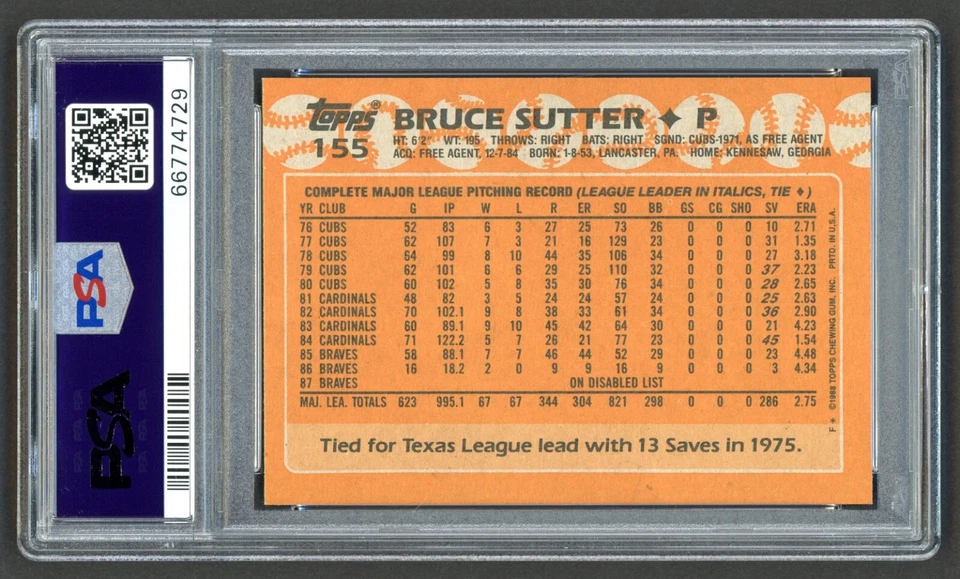 66774729
PSA
PSA
topps® BRUCE SUTTER ✦ P
155 HT: 6'2" WT: 195 THROWS: RIGHT BATS: RIGHT SGND: CUBS-1971, AS FREE AGENT
ACQ: FREE AGENT, 12-7-84 BORN: 1-8-53, LANCASTER, PA. HOME: KENNESAW, GEORGIA
COMPLETE MAJOR LEAGUE PITCHING RECORD (LEAGUE LEADER IN ITALICS, TIE ♦)
YR CLUB G IP W L R ER SO BB GS CG SHO SV ERA
76 CUBS 52 83 6 3 27 25 73 26 0 0 0 10 2.71
77 CUBS 62 107 7 3 21 16 129 23 0 0 0 31 1.35
78 CUBS 64 99 8 10 44 35 106 34 0 0 0 27 3.18
79 CUBS 62 101 6 6 29 25 110 32 0 0 0 37 2.23
80 CUBS 60 102 5 8 35 30 76 34 0 0 0 28 2.65
81 CARDINALS 48 82 3 5 24 24 57 24 0 0 0 25 2.63
82 CARDINALS 70 102.1 9 8 38 33 61 34 0 0 0 36 2.90
83 CARDINALS 60 89.1 9 10 45 42 64 30 0 0 0 21 4.23
84 CARDINALS 71 122.2 5 7 26 21 77 23 0 0 0 45 1.54
85 BRAVES 58 88.1 7 7 46 44 52 29 0 0 0 23 4.48
86 BRAVES 16 18.2 2 0 9 9 16 9 0 0 0 3 4.34
87 BRAVES ON DISABLED LIST
MAJ. LEA. TOTALS 623 995.1 67 67 344 304 821 298 0 0 0 286 2.75
Tied for Texas League lead with 13 Saves in 1975.
F * ©1988 TOPPS CHEWING GUM, INC. PRTD. IN U.S.A.
PSA